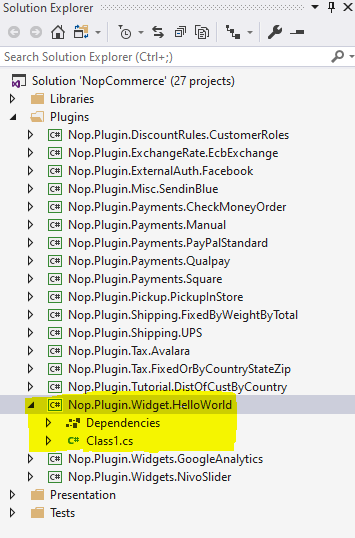 Solution Explorer
Search Solution Explorer (Ctrl+;)
Solution 'NopCommerce' (27 projects)
Libraries
Plugins
C# Nop.Plugin.DiscountRules.CustomerRoles
C# Nop.Plugin.ExchangeRate.EcbExchange
C# Nop.Plugin.ExternalAuth.Facebook
C# Nop.Plugin.Misc.SendinBlue
C# Nop.Plugin.Payments.CheckMoneyOrder
C# Nop.Plugin.Payments.Manual
C# Nop.Plugin.Payments.PayPalStandard
C# Nop.Plugin.Payments.Qualpay
C# Nop.Plugin.Payments.Square
C# Nop.Plugin.Pickup.PickupInStore
C# Nop.Plugin.Shipping.FixedByWeightByTotal
C# Nop.Plugin.Shipping.UPS
C# Nop.Plugin.Tax.Avalara
C# Nop.Plugin.Tax.FixedOrByCountryStateZip
C# Nop.Plugin.Tutorial.DistOfCustByCountry
C# Nop.Plugin.Widget.HelloWorld
Dependencies
C# Class1.cs
C# Nop.Plugin.Widgets.GoogleAnalytics
C# Nop.Plugin.Widgets.NivoSlider
Presentation
Tests